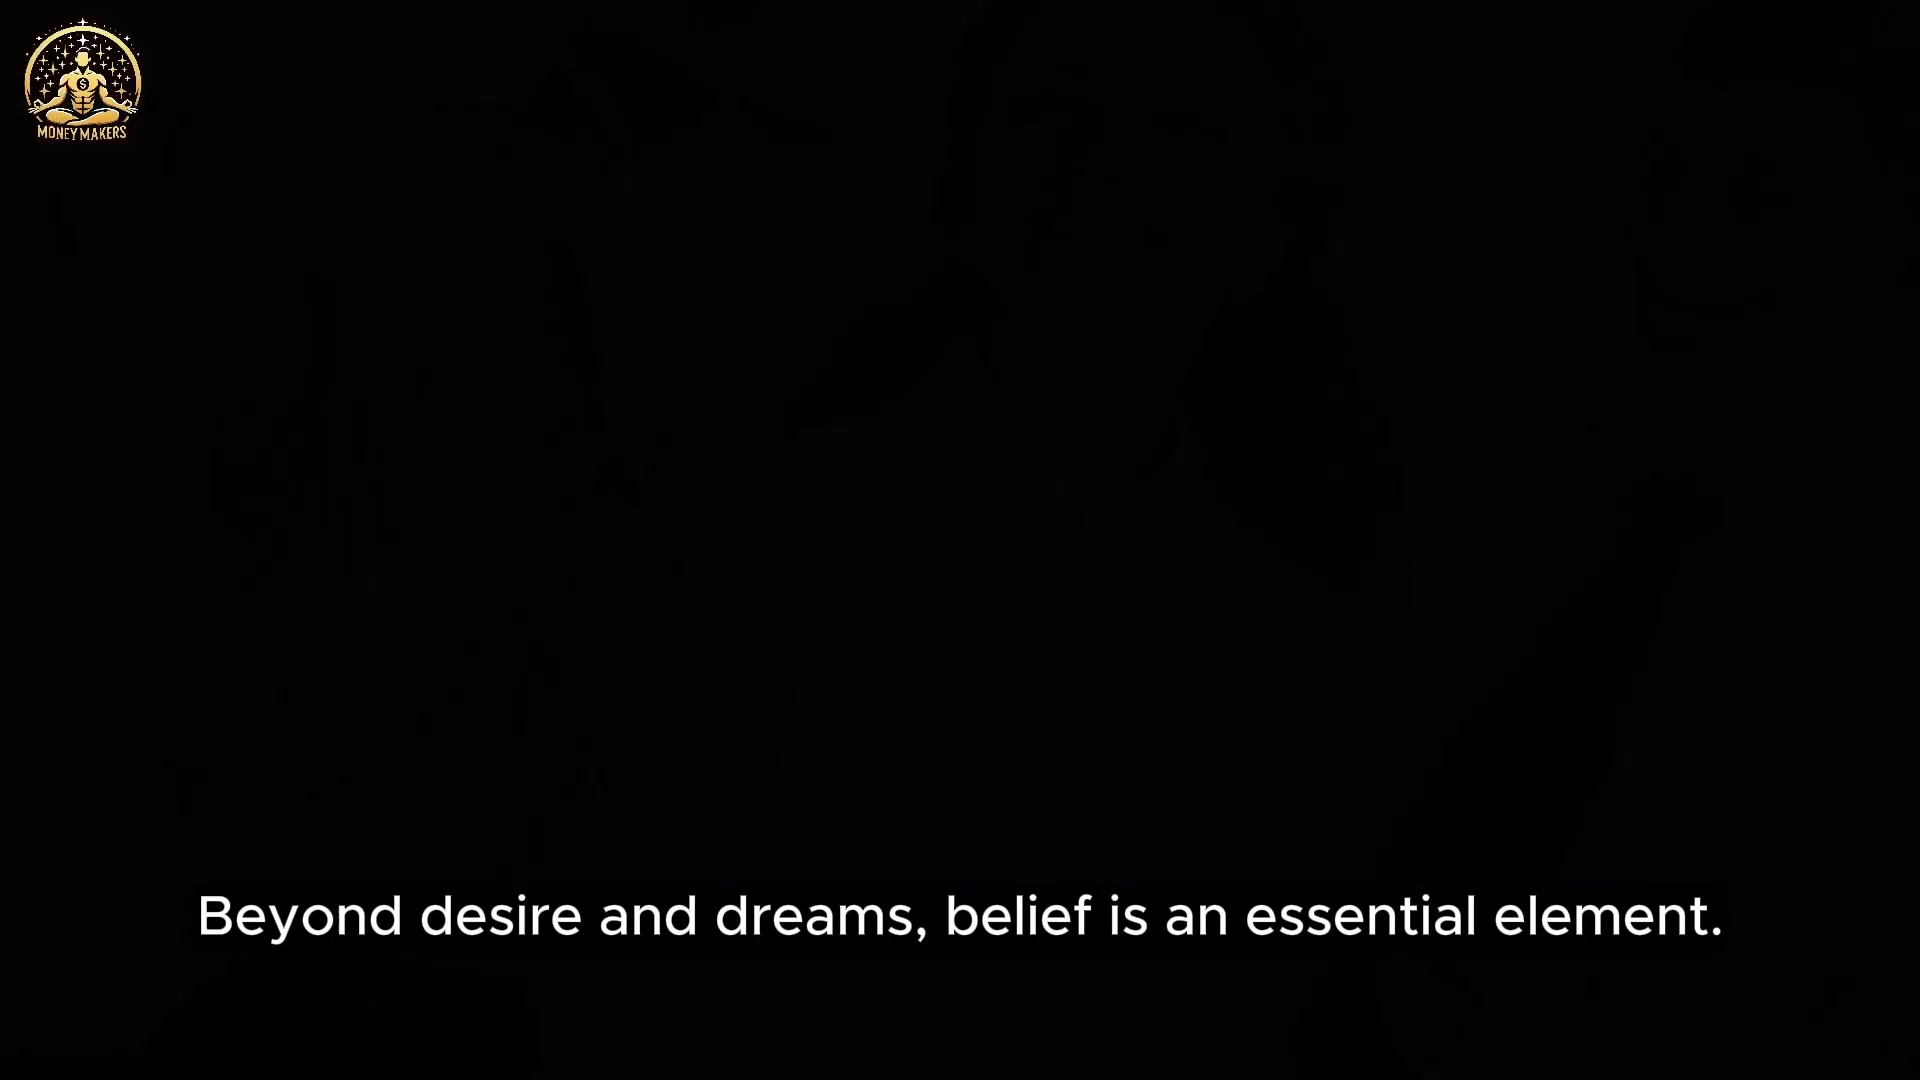 MONEY MAKERS
Beyond desire and dreams, belief is an essential element.